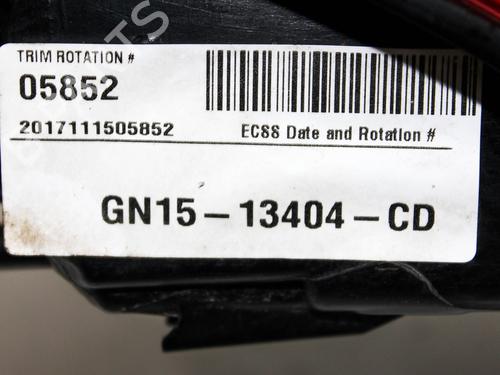 TRIM ROTATION #
05852
2017111505852
ECSS Date and Rotation #
GN15-13404-CD